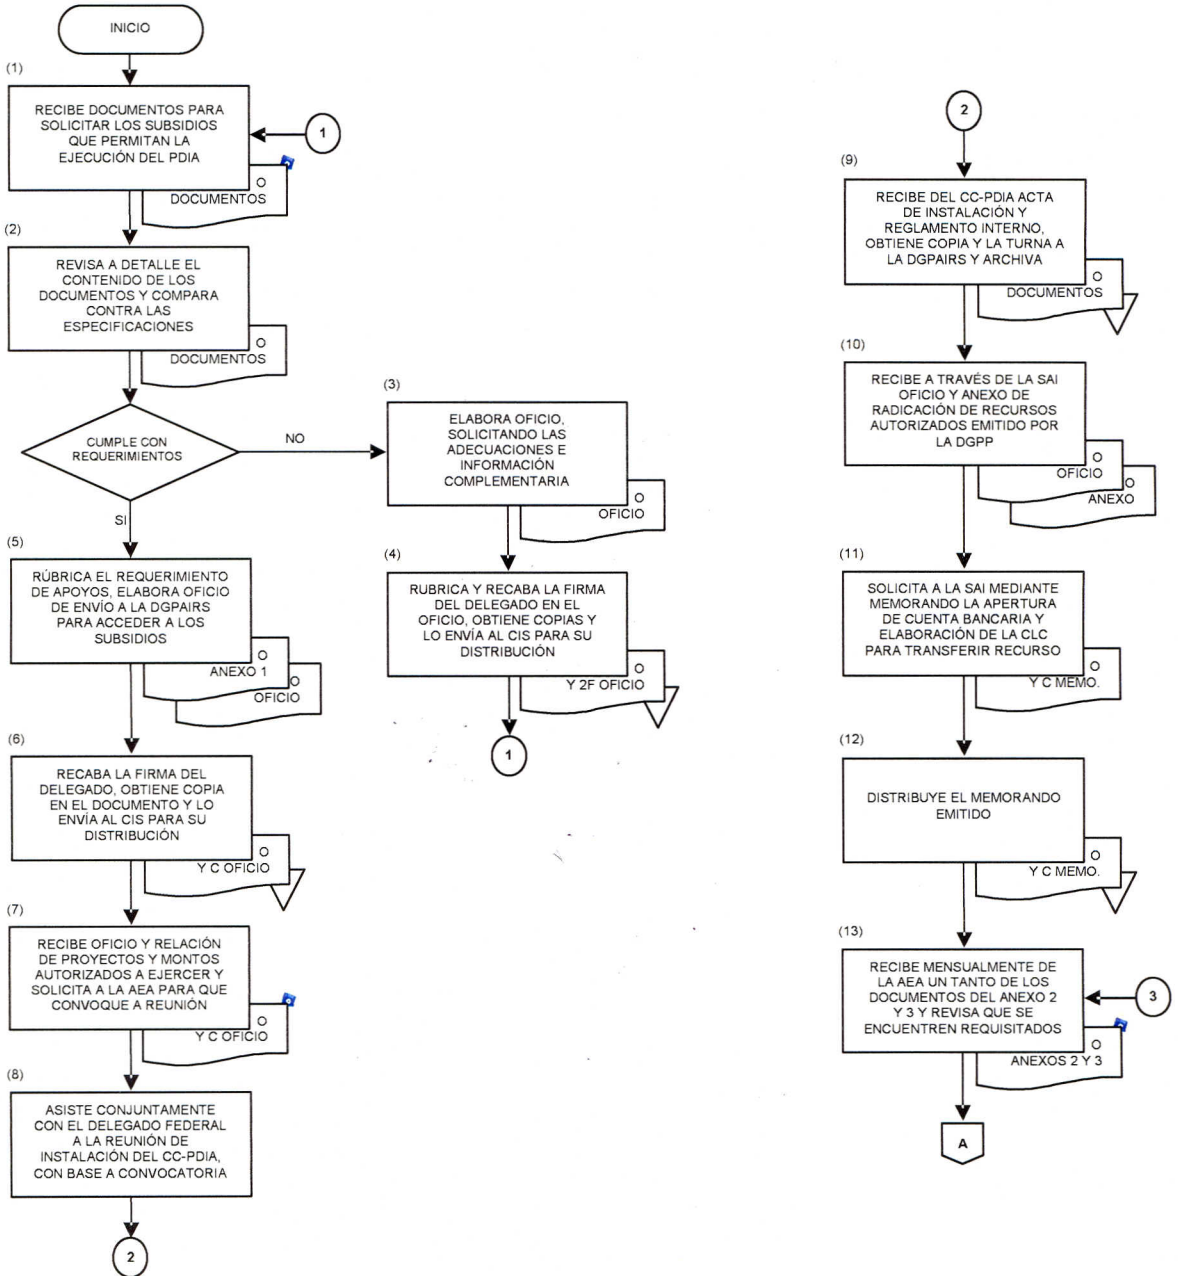 INICIO
(1)
RECIBE DOCUMENTOS PARA
SOLICITAR LOS SUBSIDIOS
QUE PERMITAN LA
EJECUCIÓN DEL PDIA
1
O
DOCUMENTOS
(2)
REVISA A DETALLE EL
CONTENIDO DE LOS
DOCUMENTOS Y COMPARA
CONTRA LAS
ESPECIFICACIONES
O
DOCUMENTOS
CUMPLE CON
REQUERIMIENTOS
NO
SI
(3)
ELABORA OFICIO,
SOLICITANDO LAS
ADECUACIONES E
INFORMACIÓN
COMPLEMENTARIA
O
OFICIO
(4)
RUBRICA Y RECABA LA FIRMA
DEL DELEGADO EN EL
OFICIO, OBTIENE COPIAS Y
LO ENVÍA AL CIS PARA SU
DISTRIBUCIÓN
O
Y 2F OFICIO
1
(5)
RÚBRICA EL REQUERIMIENTO
DE APOYOS, ELABORA OFICIO
DE ENVÍO A LA DGPAIRS
PARA ACCEDER A LOS
SUBSIDIOS
O
ANEXO 1
O
OFICIO
(6)
RECABA LA FIRMA DEL
DELEGADO, OBTIENE COPIA
EN EL DOCUMENTO Y LO
ENVÍA AL CIS PARA SU
DISTRIBUCIÓN
O
Y C OFICIO
(7)
RECIBE OFICIO Y RELACIÓN
DE PROYECTOS Y MONTOS
AUTORIZADOS A EJERCER Y
SOLICITA A LA AEA PARA QUE
CONVOQUE A REUNIÓN
O
Y C OFICIO
(8)
ASISTE CONJUNTAMENTE
CON EL DELEGADO FEDERAL
A LA REUNIÓN DE
INSTALACIÓN DEL CC-PDIA,
CON BASE A CONVOCATORIA
2
2
(9)
RECIBE DEL CC-PDIA ACTA
DE INSTALACIÓN Y
REGLAMENTO INTERNO,
OBTIENE COPIA Y LA TURNA A
LA DGPAIRS Y ARCHIVA
O
DOCUMENTOS
(10)
RECIBE A TRAVÉS DE LA SAI
OFICIO Y ANEXO DE
RADICACIÓN DE RECURSOS
AUTORIZADOS EMITIDO POR
LA DGPP
O
OFICIO
O
ANEXO
(11)
SOLICITA A LA SAI MEDIANTE
MEMORANDO LA APERTURA
DE CUENTA BANCARIA Y
ELABORACIÓN DE LA CLC
PARA TRANSFERIR RECURSO
O
Y C MEMO.
(12)
DISTRIBUYE EL MEMORANDO
EMITIDO
O
Y C MEMO.
(13)
RECIBE MENSUALMENTE DE
LA AEA UN TANTO DE LOS
DOCUMENTOS DEL ANEXO 2
Y 3 Y REVISA QUE SE
ENCUENTREN REQUISITADOS
3
O
ANEXOS 2 Y 3
A